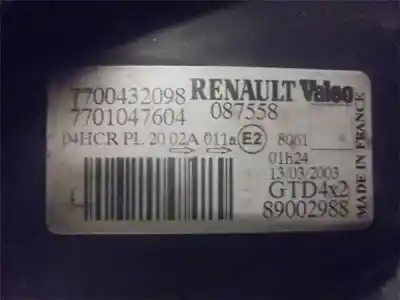 7700432098 RENAULT Valeo
7701047604 087558
04HCR PL 20 02A 011a E2 8961
01h24
13/03/2003
GTD4x2
89002988
MADE IN FRANCE
L